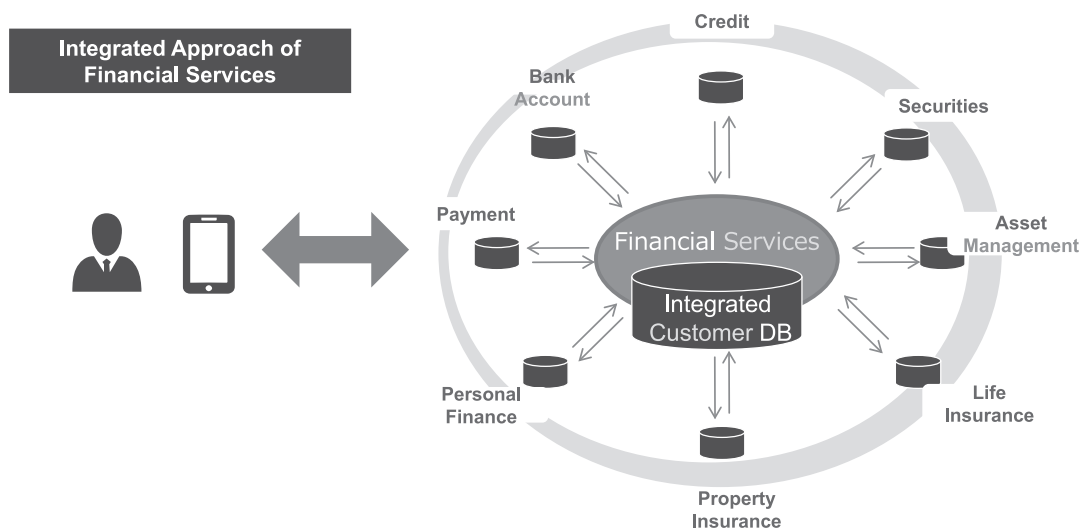 Integrated Approach of
Financial Services
Credit
Bank
Account
Securities
Payment
Financial Services
Asset
Management
Integrated
Customer DB
Personal
Finance
Life
Insurance
Property
Insurance